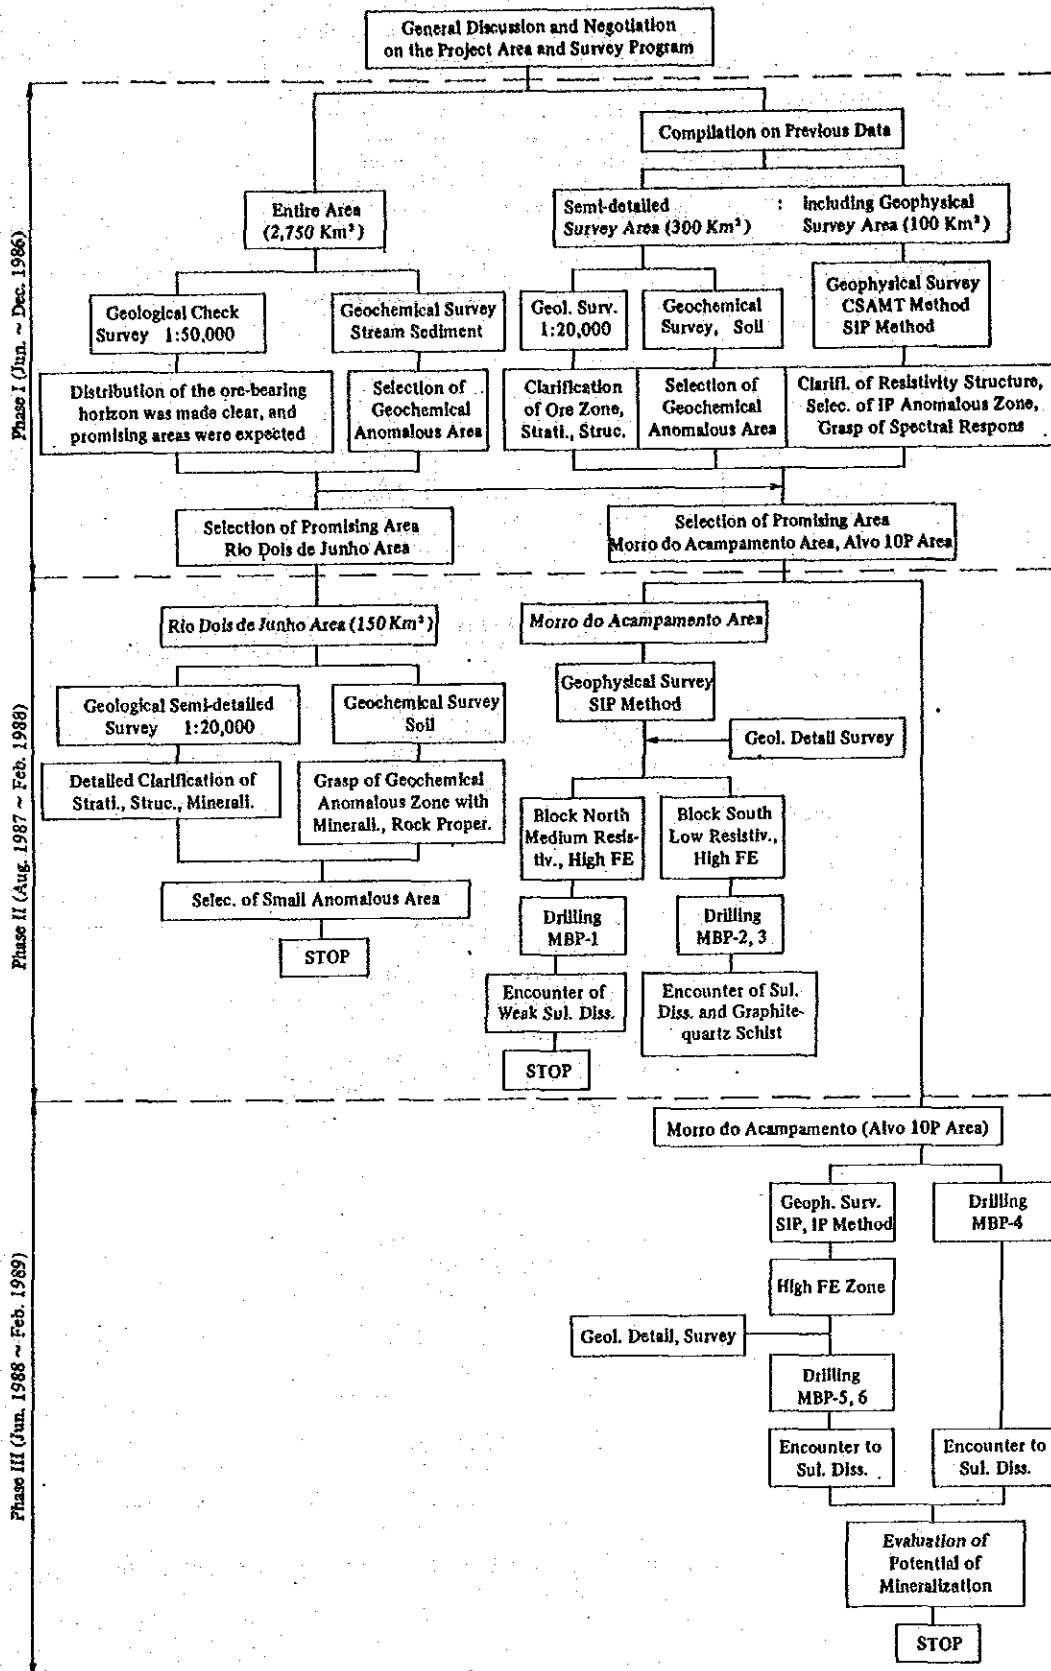 General Discussion and Negotiation
on the Project Area and Survey Program
Phase I (Jun. ~ Dec. 1986)
Compilation on Previous Data
Entire Area
(2,750 Km²)
Semi-detailed : Including Geophysical
Survey Area (300 Km²) Survey Area (100 Km²)
Geological Check
Survey 1:50,000
Geochemical Survey
Stream Sediment
Geol. Surv.
1:20,000
Geochemical
Survey, Soil
Geophysical Survey
CSAMT Method
SIP Method
Distribution of the ore-bearing
horizon was made clear, and
promising areas were expected
Selection of
Geochemical
Anomalous Area
Clarification
of Ore Zone,
Strati., Struc.
Selection of
Geochemical
Anomalous Area
Clarifi. of Resistivity Structure,
Selec. of IP Anomalous Zone,
Grasp of Spectral Respons
Selection of Promising Area
Rio Dois de Junho Area
Selection of Promising Area
Morro do Acampamento Area, Alvo 10P Area
Phase II (Aug. 1987 ~ Feb. 1988)
Rio Dois de Junho Area (150 Km²)
Morro do Acampamento Area
Geological Semi-detailed
Survey 1:20,000
Geochemical Survey
Soil
Geophysical Survey
SIP Method
Geol. Detail Survey
Detailed Clarification of
Strati., Struc., Minerali.
Grasp of Geochemical
Anomalous Zone with
Minerali., Rock Proper.
Block North
Medium Resis-
tiv., High FE
Block South
Low Resistiv.,
High FE
Selec. of Small Anomalous Area
STOP
Drilling
MBP-1
Drilling
MBP-2, 3
Encounter of
Weak Sul. Diss.
Encounter of Sul.
Diss. and Graphite-
quartz Schist
STOP
Phase III (Jun. 1988 ~ Feb. 1989)
Morro do Acampamento (Alvo 10P Area)
Geoph. Surv.
SIP, IP Method
Drilling
MBP-4
High FE Zone
Geol. Detail, Survey
Drilling
MBP-5, 6
Encounter to
Sul. Diss.
Encounter to
Sul. Diss.
Evaluation of
Potential of
Mineralization
STOP